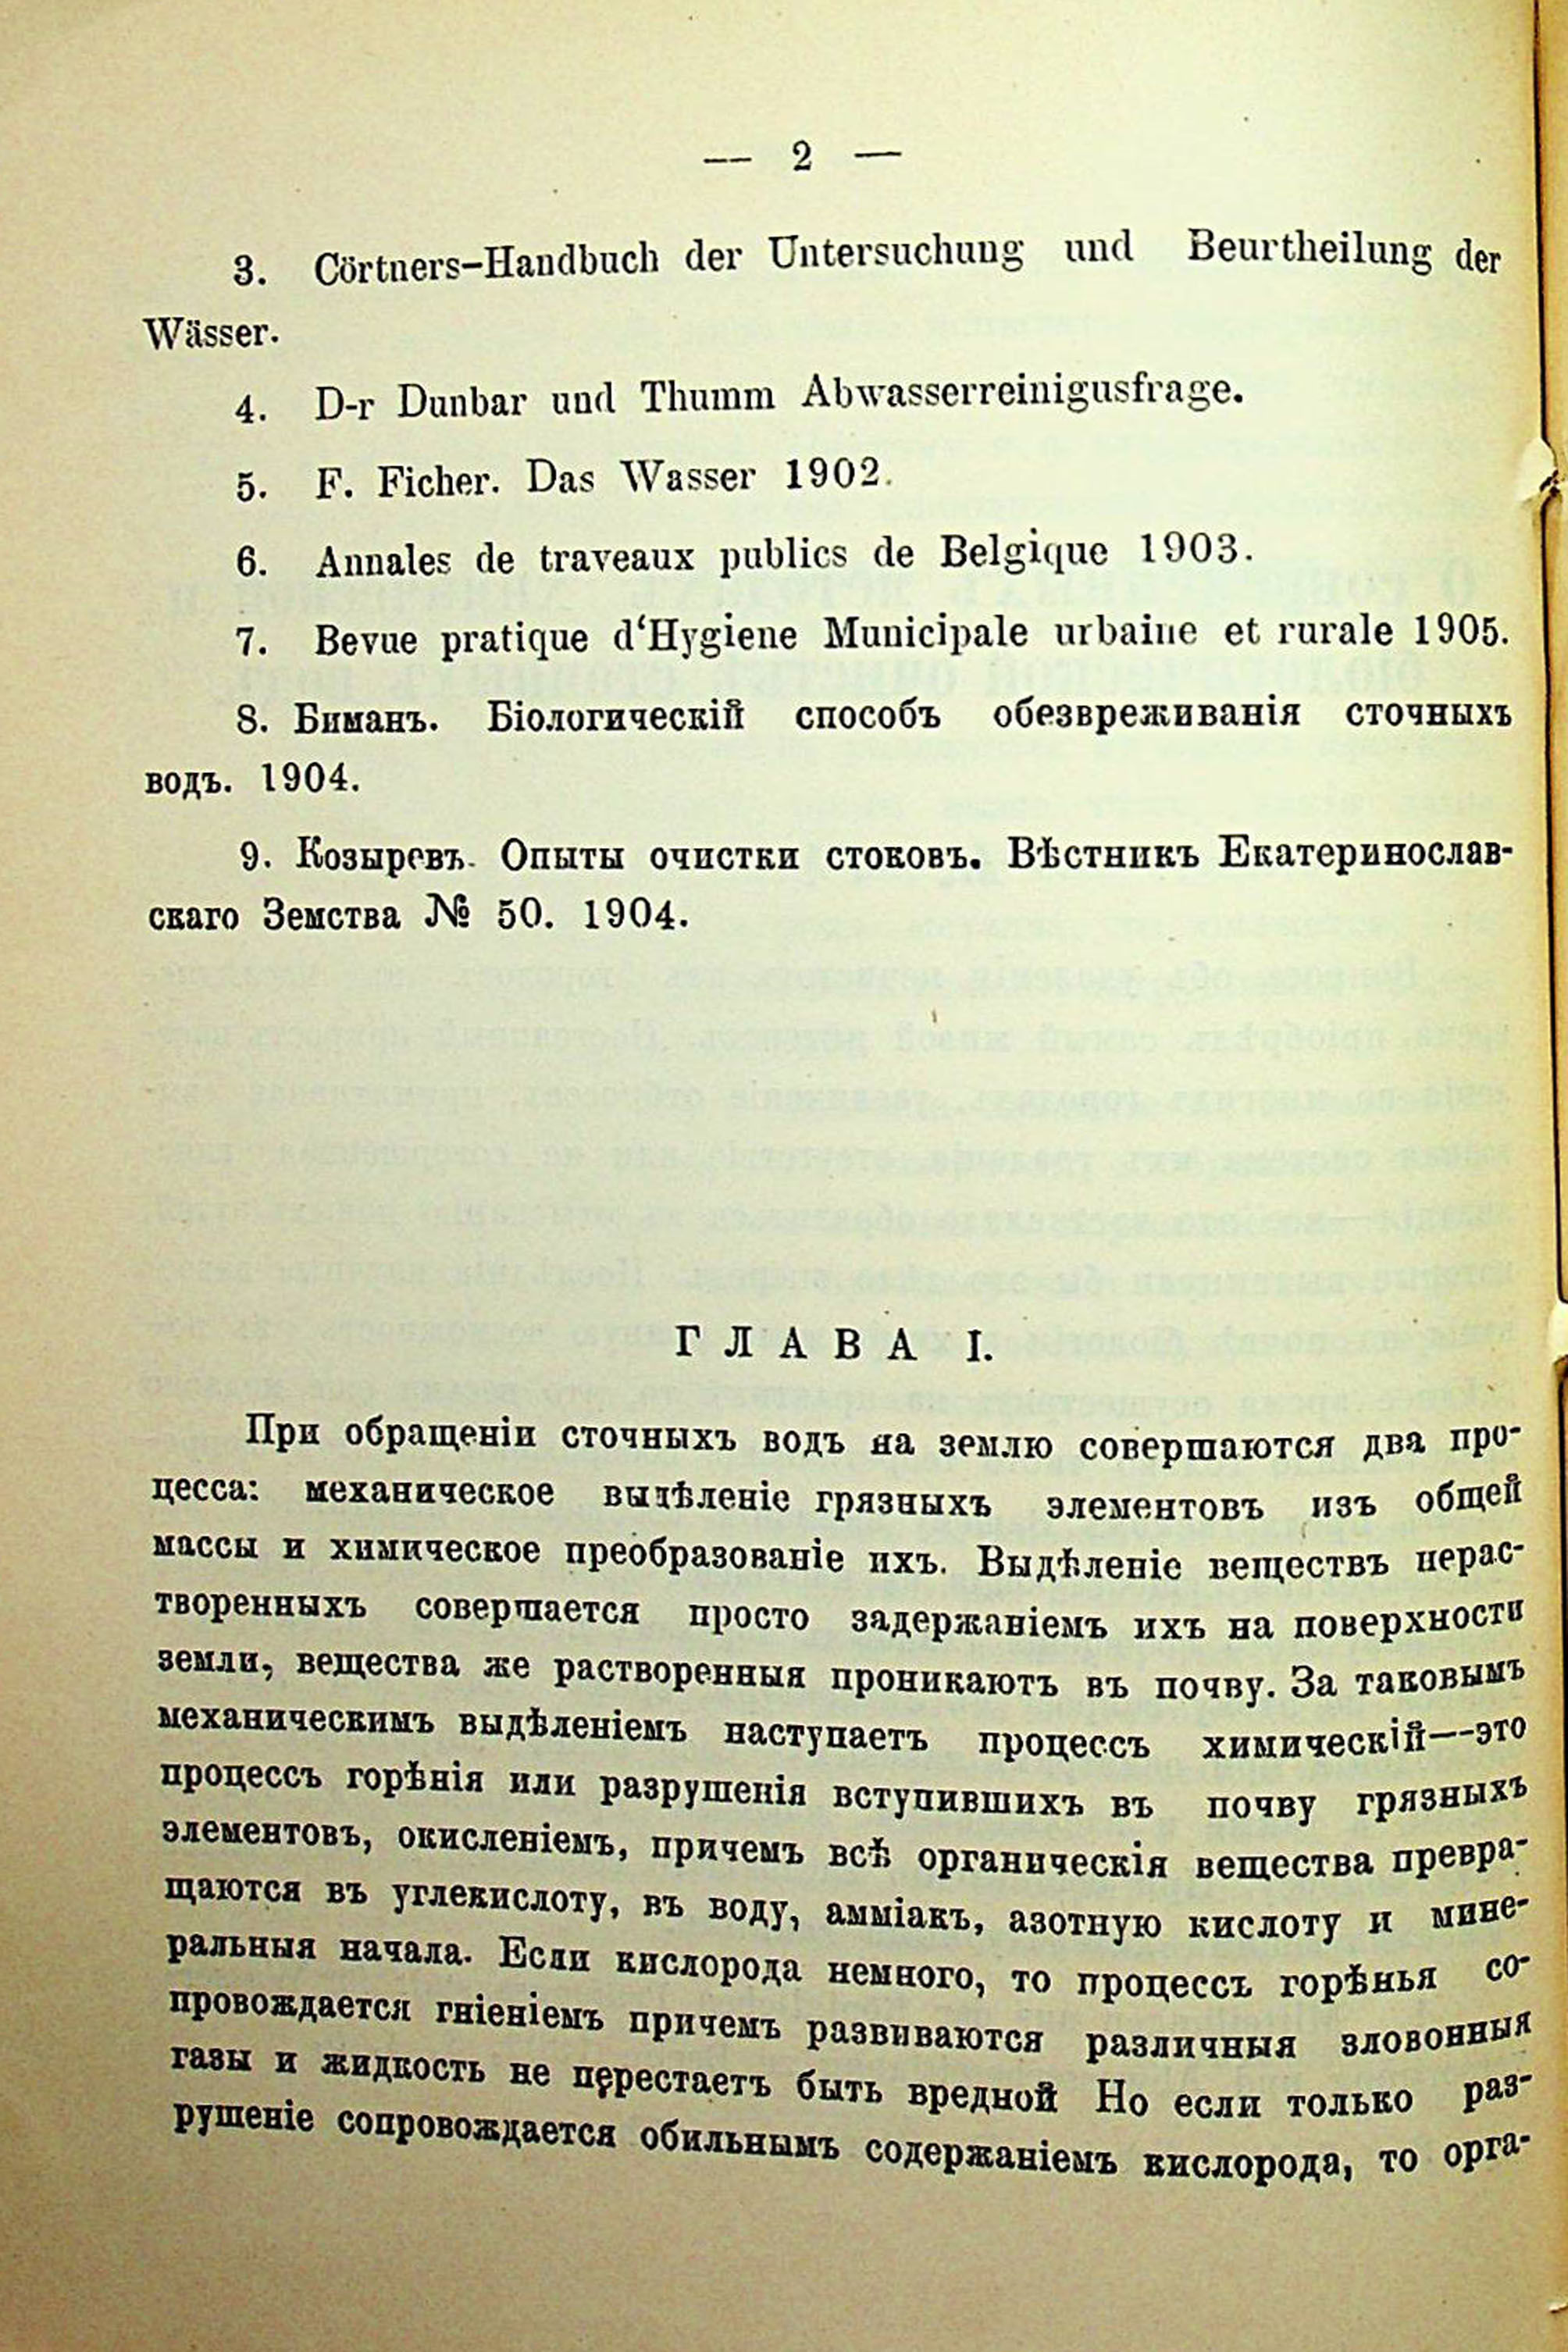 — 2 —
3. Cörtners-Handbuch der Untersuchung und Beurtheilung der
Wässer.
4. D-r Dunbar und Thumm Abwasserreinigusfrage.
5. F. Ficher. Das Wasser 1902.
6. Annales de traveaux publics de Belgique 1903.
7. Bevue pratique d‘Hygiene Municipale urbaine et rurale 1905.
8. Биманъ. Біологическій способъ обезвреживанія сточныхъ
водъ. 1904.
9. Козыревъ. Опыты очистки стоковъ. Вѣстникъ Екатеринослав-
скаго Земства № 50. 1904.
ГЛАВА I.
При обращеніи сточныхъ водъ на землю совершаются два про-
цесса: механическое выдѣленіе грязныхъ элементовъ изъ общей
массы и химическое преобразованіе ихъ. Выдѣленіе веществъ нерас-
творенныхъ совершается просто задержаніемъ ихъ на поверхности
земли, вещества же растворенныя проникаютъ въ почву. За таковымъ
механическимъ выдѣленіемъ наступаетъ процессъ химическій—-это
процессъ горѣнія или разрушенія вступившихъ въ почву грязныхъ
элементовъ, окисленіемъ, причемъ всѣ органическія вещества превра-
щаются въ углекислоту, въ воду, амміакъ, азотную кислоту и мине-
ральныя начала. Если кислорода немного, то процессъ горѣнья со-
провождается гніеніемъ причемъ развиваются различныя зловонныя
газы и жидкость не перестаетъ быть вредной Но если только раз-
рушеніе сопровождается обильнымъ содержаніемъ кислорода, то орга-